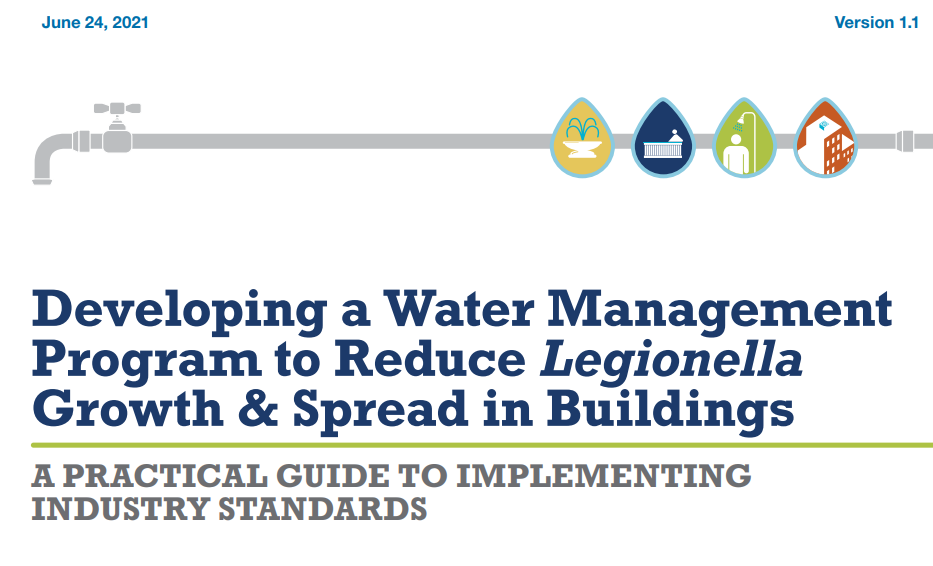 June 24, 2021
Version 1.1
Developing a Water Management
Program to Reduce Legionella
Growth & Spread in Buildings
A PRACTICAL GUIDE TO IMPLEMENTING
INDUSTRY STANDARDS